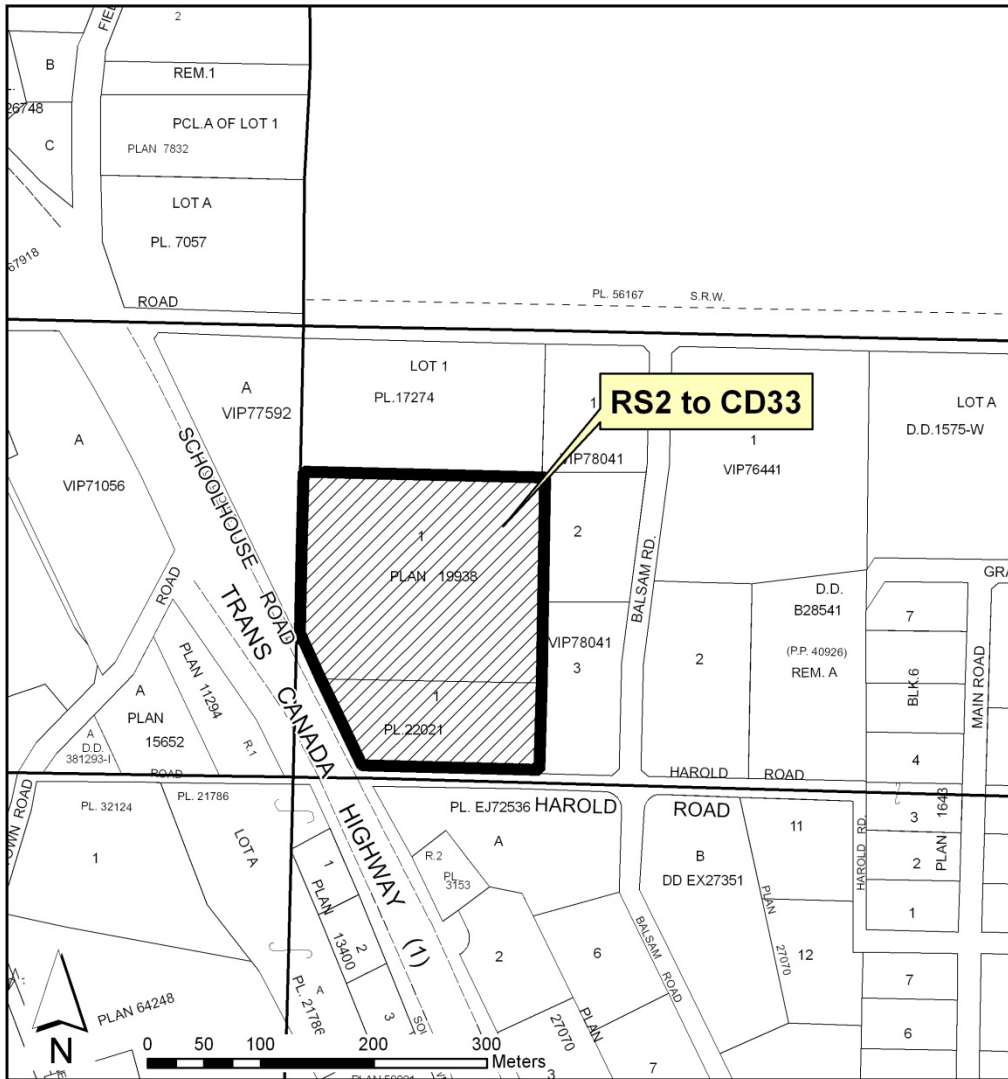 FIEL
2
B
REM.1
26748
PCL.A OF LOT 1
C
PLAN 7832
LOT A
PL. 7057
67918
ROAD
PL. 56167 S.R.W.
LOT 1
A
PL.17274
VIP77592
RS2 to CD33
1
LOT A
D.D.1575-W
A
1
VIP71056
SCHOOLHOUSE ROAD
VIP78041
VIP76441
1
2
PLAN 19938
BALSAM RD.
ROAD
TRANS CANADA HIGHWAY (1)
GRA
D.D.
B28541
7
(P.P. 40926)
REM. A
VIP78041
3
2
BLK.6
MAIN ROAD
PLAN 11294
A
PLAN
15652
1
PL.22021
A
D.D.
381293-I
R.1
4
ROAD
HAROLD ROAD
OWN ROAD
PL. 32124
PL. 21786
PL. EJ72536
HAROLD ROAD
11
3
PLAN 1643
HAROLD RD.
1
LOT A
A
1
R.2
PL.
3153
B
DD EX27351
2
PLAN
13400
PLAN
27070
1
2
2
6
BALSAM ROAD
12
7
PL. 21786
A
3
PLAN 64248
PLAN
27070
6
SO
3
7
N
0 50 100 200 300
Meters